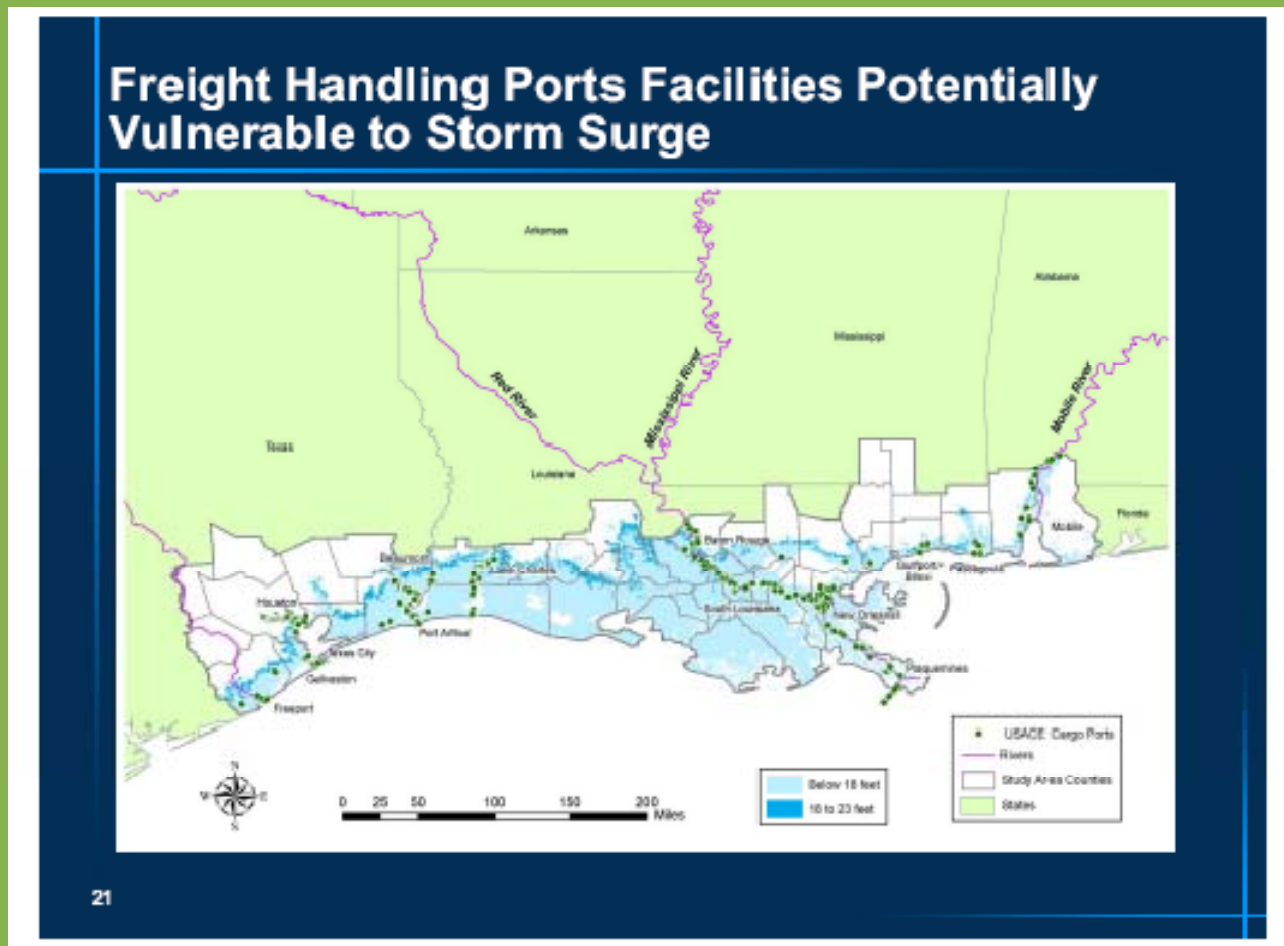 Freight Handling Ports Facilities Potentially
Vulnerable to Storm Surge
Arkansas
Alabama
Mississippi
Red River
Mississippi River
Mobile River
Texas
Louisiana
Florida
Mobile
Baton Rouge
Beaumont
Lake Charles
Gulfport-
Biloxi
Pascagoula
Houston
South Louisiana
New Orleans
Port Arthur
Texas City
Plaquemines
Galveston
Freeport
USACE Cargo Ports
Rivers
Study Area Counties
States
Below 18 feet
18 to 23 feet
N
W E
S
0 25 50 100 150 200
Miles
21